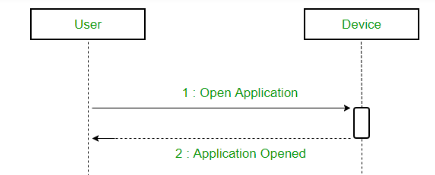 User
Device
1 : Open Application
2 : Application Opened